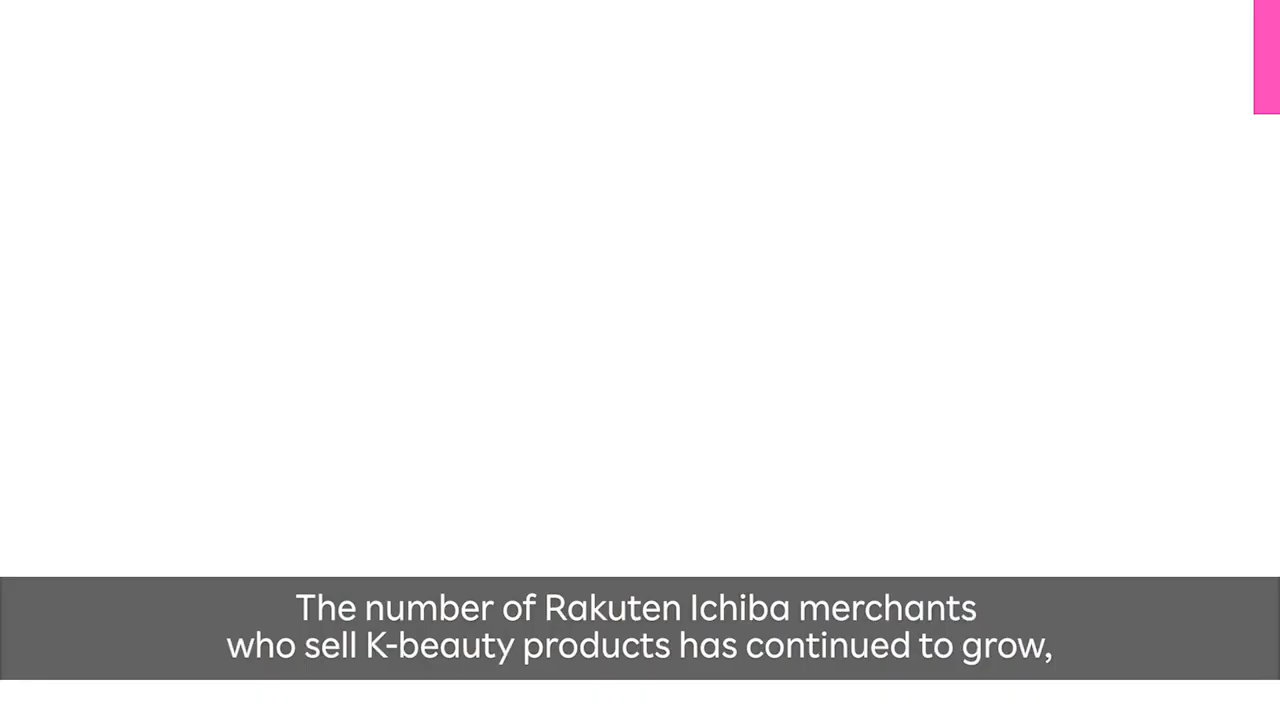 The number of Rakuten Ichiba merchants
who sell K-beauty products has continued to grow,